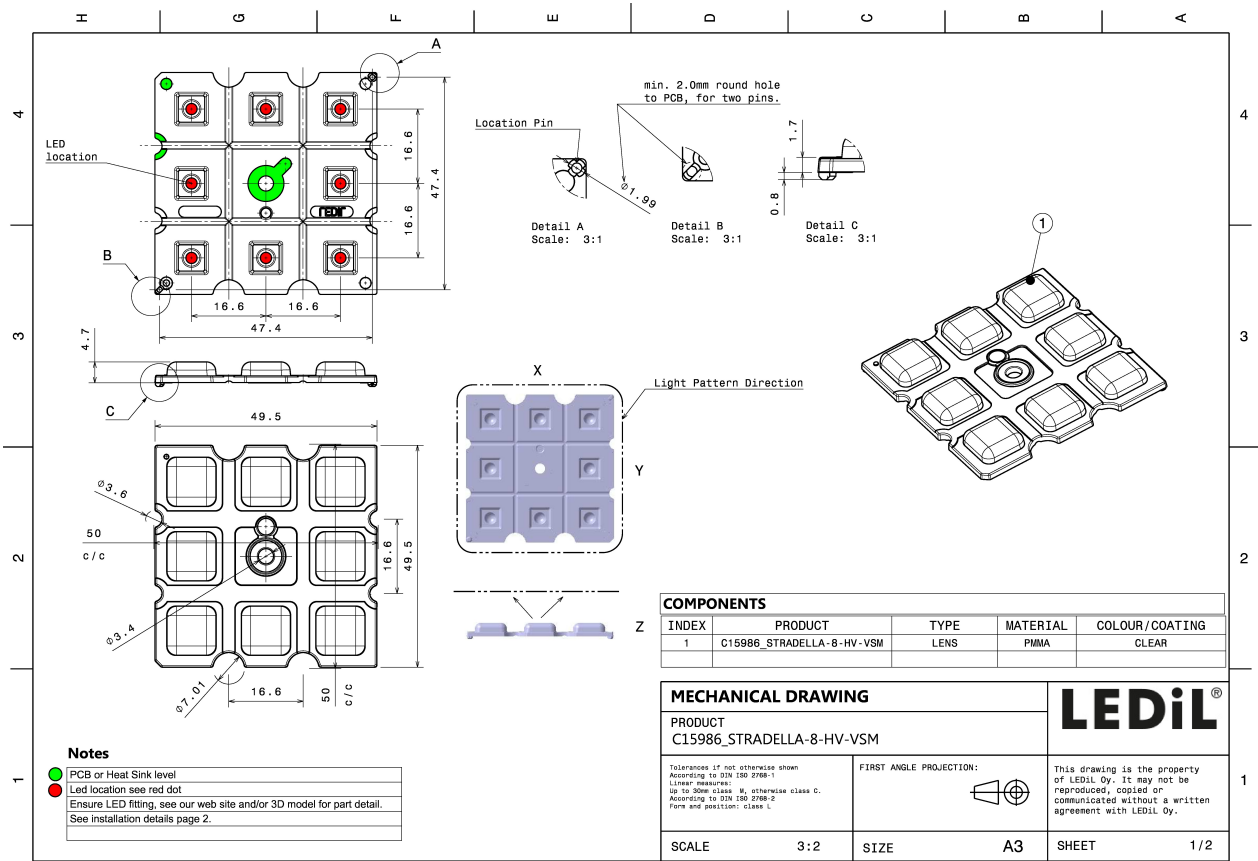 H G F E D C B A
4
4
3
3
2
2
1
1
A
LED
location
16.6
47.4
16.6
LEDiL
B
16.6
16.6
47.4
min. 2.0mm round hole
to PCB, for two pins.
Location Pin
Ø1.99
1.7
0.8
Detail A
Scale: 3:1
Detail B
Scale: 3:1
Detail C
Scale: 3:1
1
4.7
C
X
Light Pattern Direction
Y
Z
49.5
Ø3.6
50
c/c
16.6
49.5
Ø3.4
Ø7.01
16.6
50
c/c
COMPONENTS
INDEX PRODUCT TYPE MATERIAL COLOUR/COATING
1 C15986_STRADELLA-8-HV-VSM LENS PMMA CLEAR
MECHANICAL DRAWING
PRODUCT
C15986_STRADELLA-8-HV-VSM
LEDiL®
Tolerances if not otherwise shown
According to DIN ISO 2768-1
Linear measures:
Up to 30mm class M, otherwise class C.
According to DIN ISO 2768-2
Form and position: class L
FIRST ANGLE PROJECTION:
This drawing is the property
of LEDiL Oy. It may not be
reproduced, copied or
communicated without a written
agreement with LEDiL Oy.
SCALE 3:2 SIZE A3 SHEET 1/2
Notes
PCB or Heat Sink level
Led location see red dot
Ensure LED fitting, see our web site and/or 3D model for part detail.
See installation details page 2.